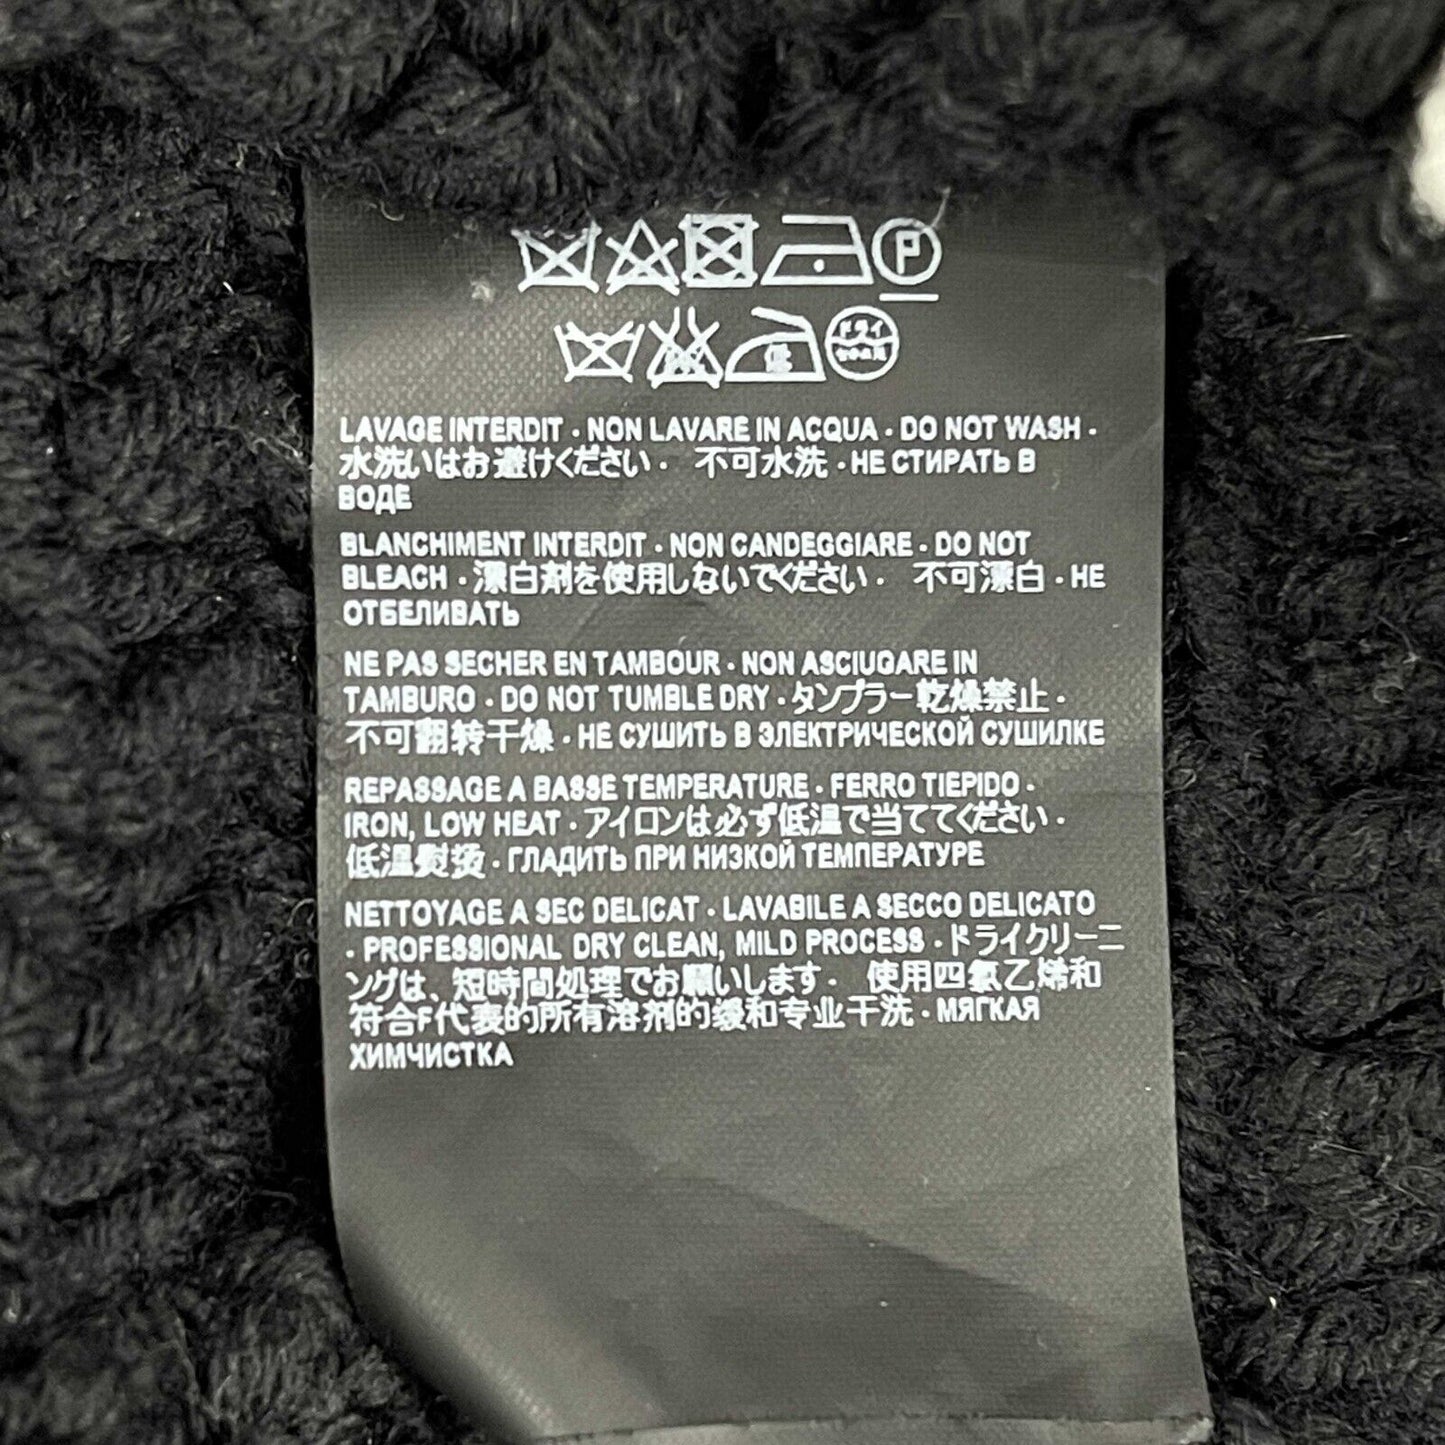 P
低
ドライ
LAVAGE INTERDIT · NON LAVARE IN ACQUA · DO NOT WASH ·
水洗いはお避けください · 不可水洗 · НЕ СТИРАТЬ В
ВОДЕ
BLANCHIMENT INTERDIT · NON CANDEGGIARE · DO NOT
BLEACH · 漂白剤を使用しないでください · 不可漂白 · НЕ
ОТБЕЛИВАТЬ
NE PAS SECHER EN TAMBOUR · NON ASCIUGARE IN
TAMBURO · DO NOT TUMBLE DRY · タンブラー乾燥禁止 ·
不可翻转干燥 · НЕ СУШИТЬ В ЭЛЕКТРИЧЕСКОЙ СУШИЛКЕ
REPASSAGE A BASSE TEMPERATURE · FERRO TIEPIDO ·
IRON, LOW HEAT · アイロンは必ず低温で当ててください ·
低温熨烫 · ГЛАДИТЬ ПРИ НИЗКОЙ ТЕМПЕРАТУРЕ
NETTOYAGE A SEC DELICAT · LAVABILE A SECCO DELICATO
· PROFESSIONAL DRY CLEAN, MILD PROCESS · ドライクリーニ
ングは、短時間処理でお願いします · 使用四氯乙烯和
符合F代表的所有溶剂的缓和专业干洗 · МЯГКАЯ
ХИМЧИСТКА